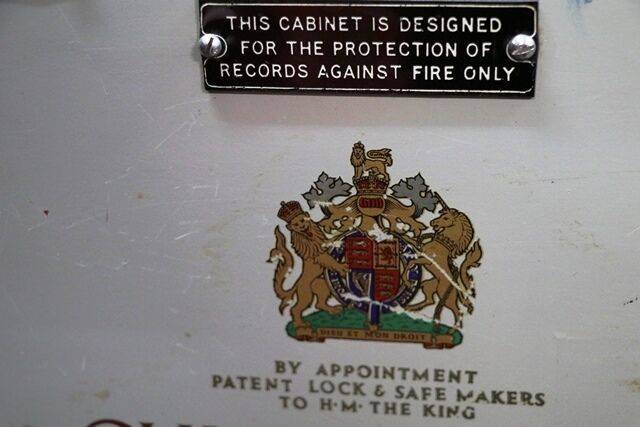 THIS CABINET IS DESIGNED
FOR THE PROTECTION OF
RECORDS AGAINST FIRE ONLY
DIEU ET MON DROIT
BY APPOINTMENT
PATENT LOCK & SAFE MAKERS
TO H·M· THE KING